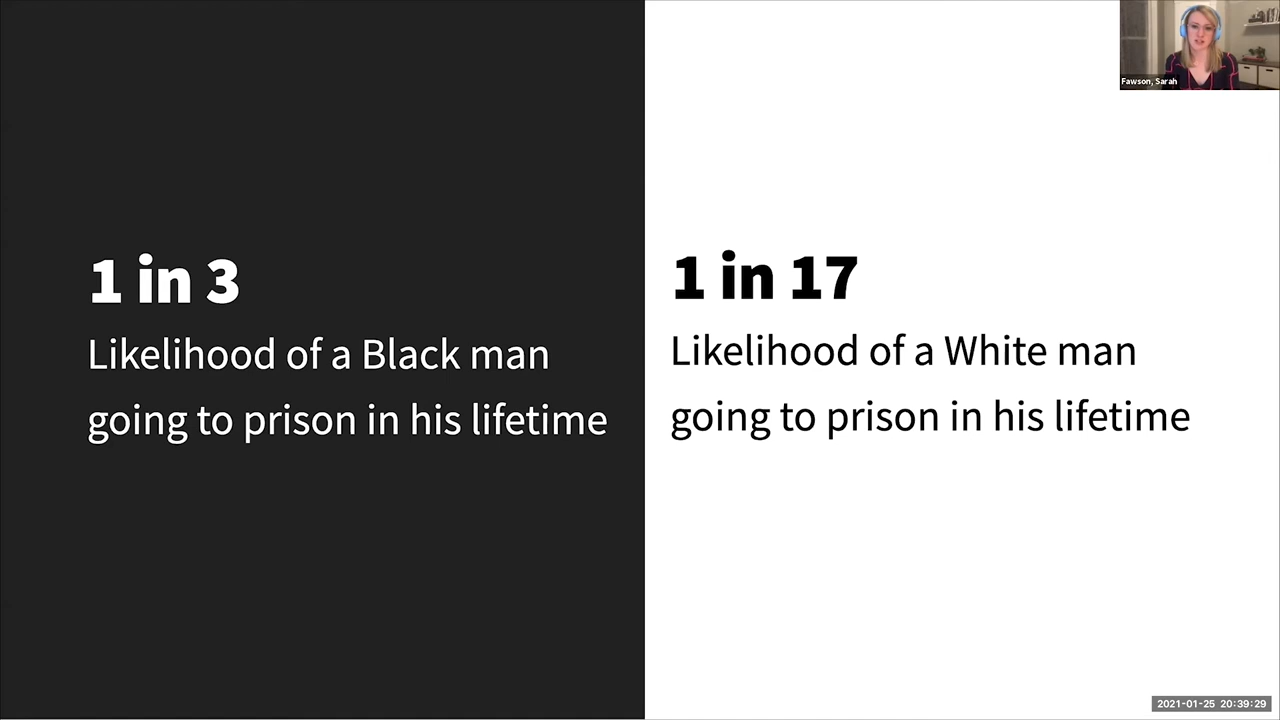 1 in 3
Likelihood of a Black man
going to prison in his lifetime
1 in 17
Likelihood of a White man
going to prison in his lifetime
Fawson, Sarah
2021-01-25 20:39:29